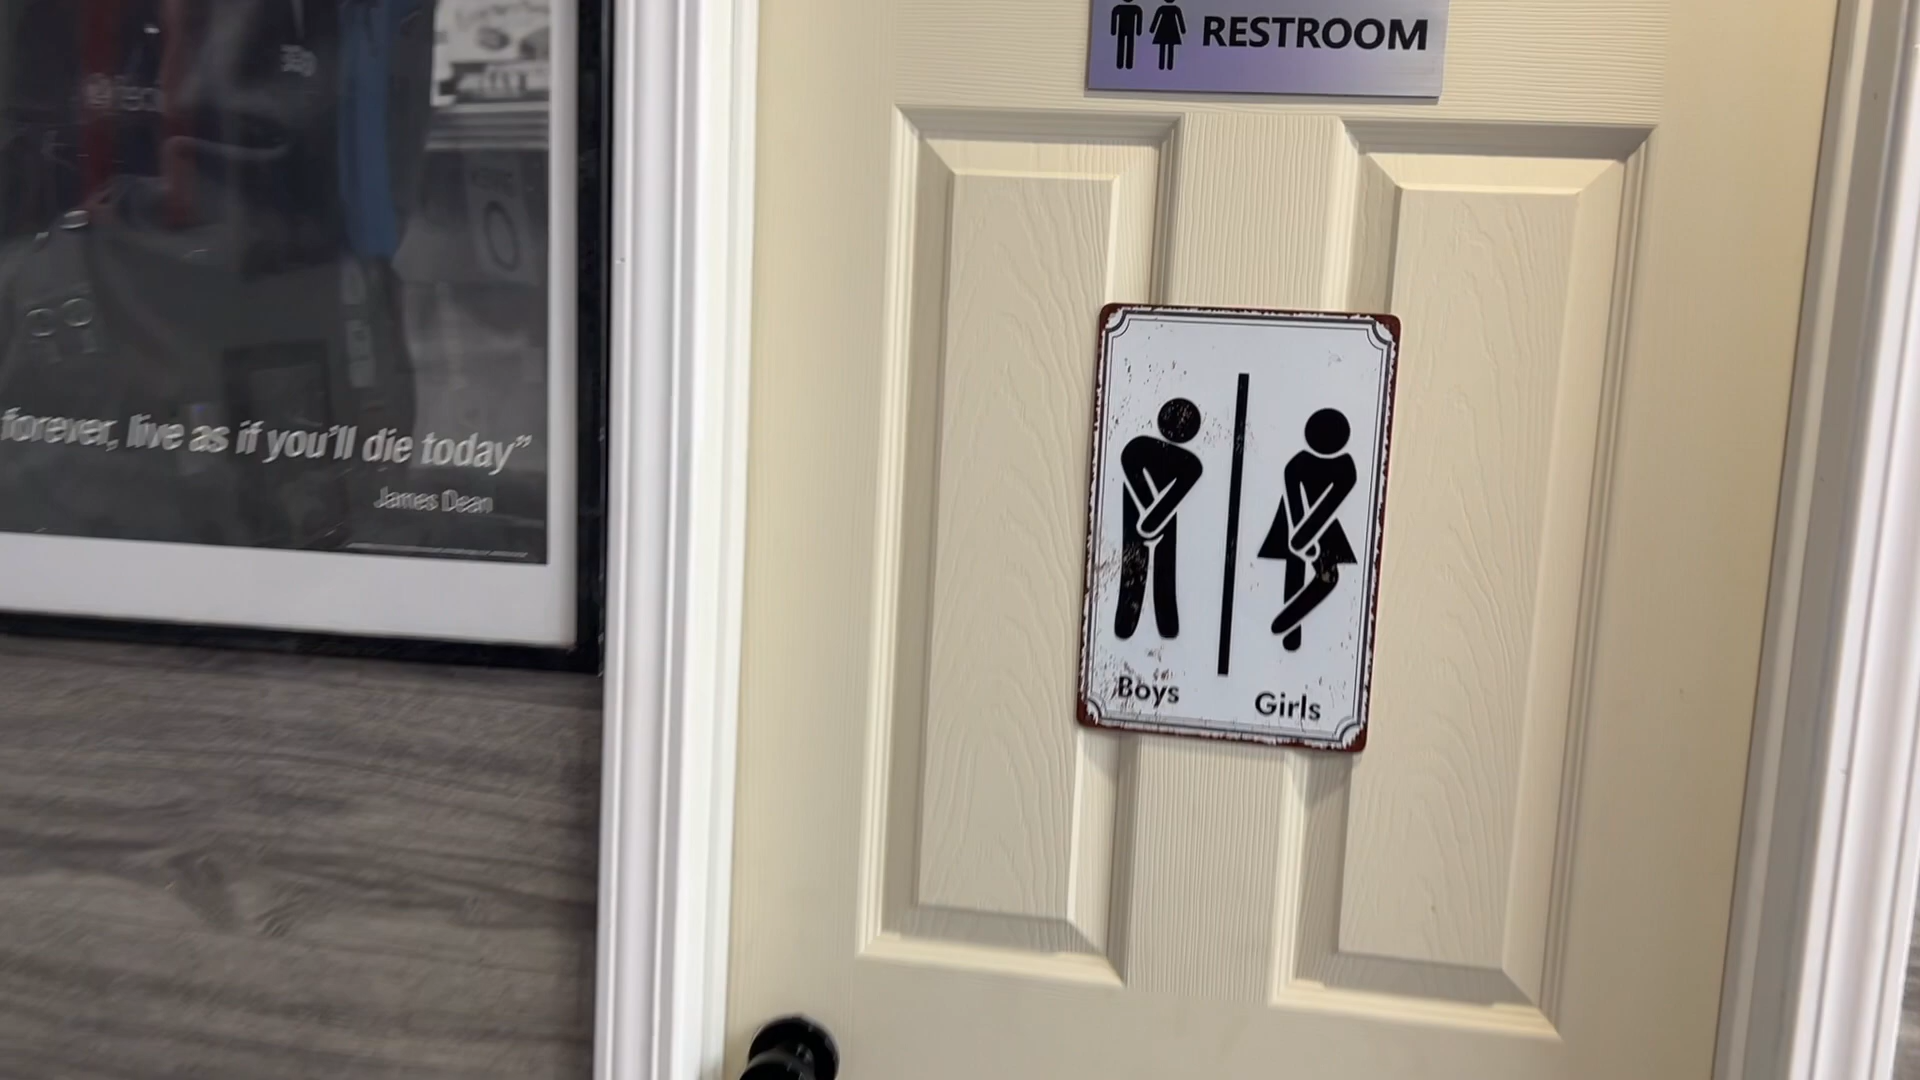 RESTROOM
forever, live as if you'll die today”
James Dean
Boys
Girls